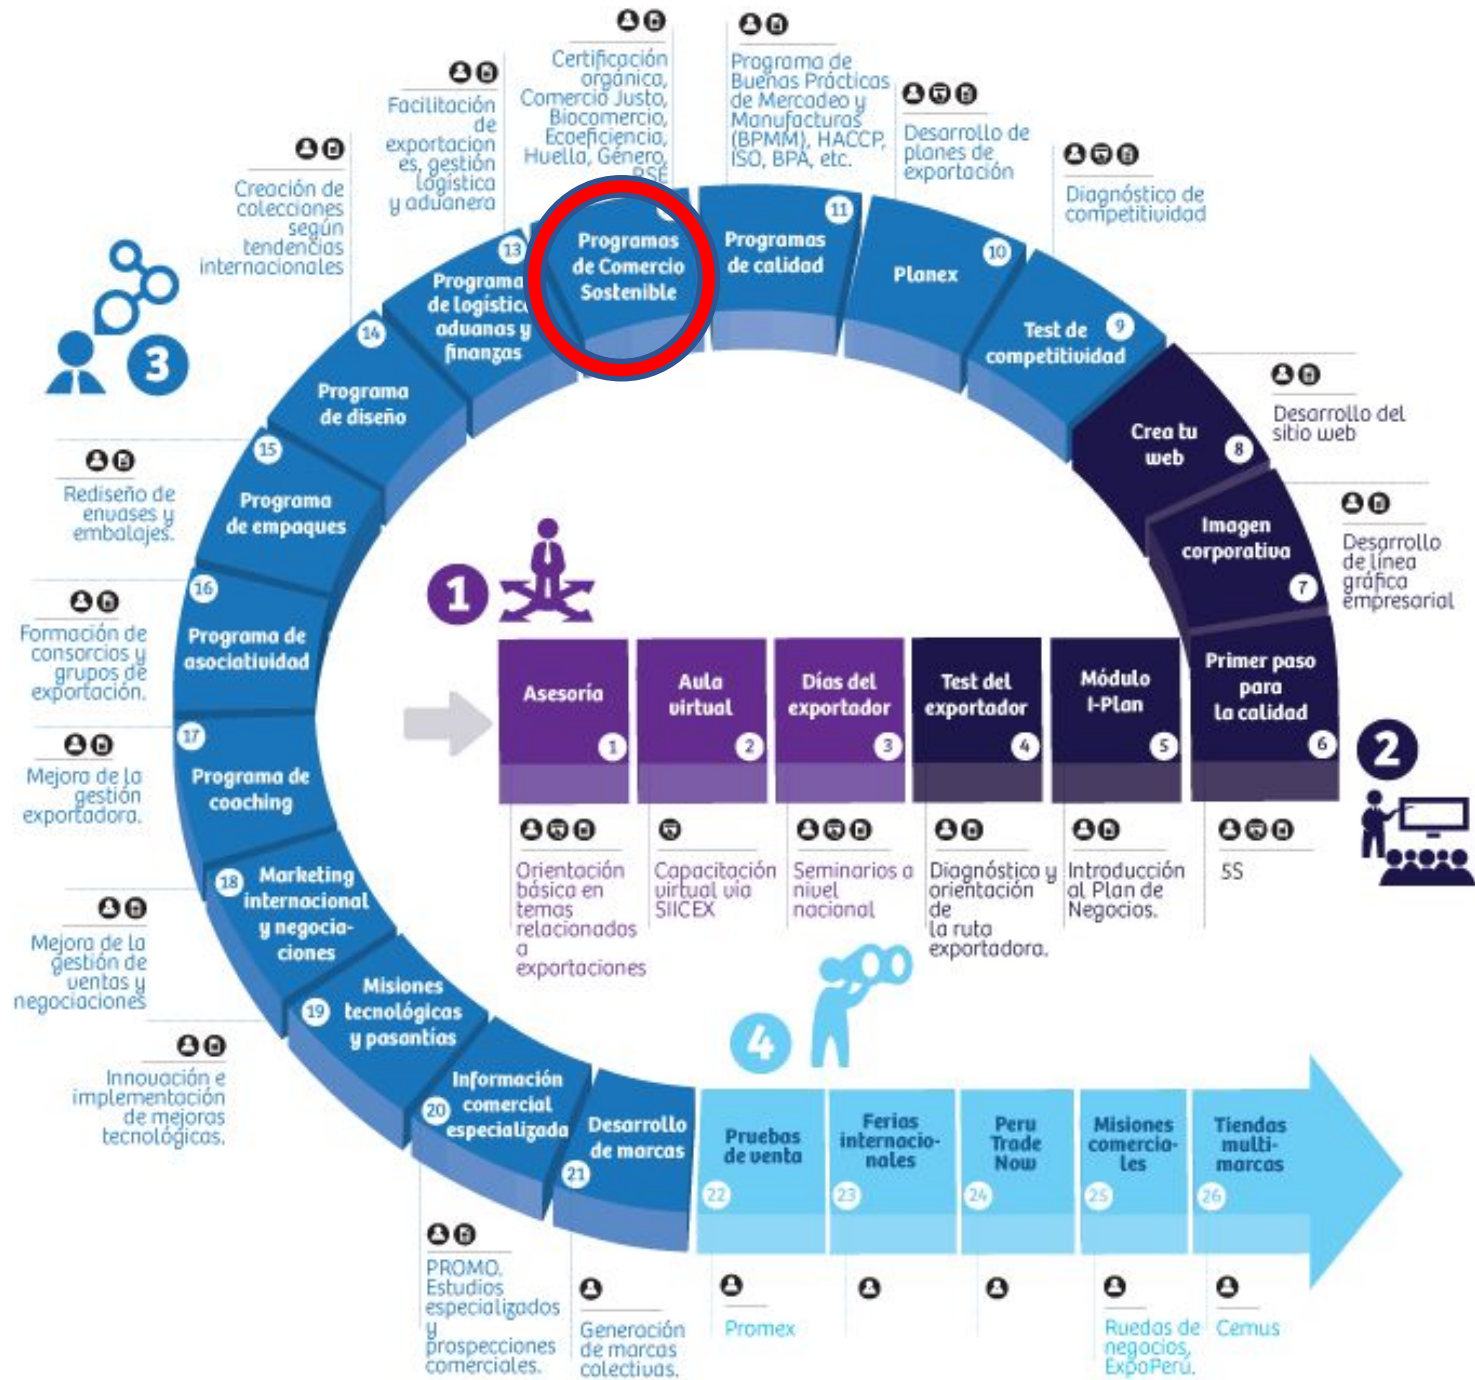 1
Asesoría
1
Orientación
básica en
temas
relacionados
a
exportaciones
Aula
virtual
2
Capacitación
virtual vía
SIICEX
Días del
exportador
3
Seminarios a
nivel
nacional
Test del
exportador
4
Diagnóstico y
orientación
de
la ruta
exportadora.
Módulo
I-Plan
5
Introducción
al Plan de
Negocios.
Primer paso
para
la calidad
6
5S
2
Imagen
corporativa
7
Desarrollo
de línea
gráfica
empresarial
Crea tu
web
8
Desarrollo del
sitio web
Test de
competitividad
9
Diagnóstico de
competitividad
Planex
10
Desarrollo de
planes de
exportación
Programas
de calidad
11
Programa de
Buenas Prácticas
de Mercadeo y
Manufacturas
(BPMM), HACCP,
ISO, BPA, etc.
Programas
de Comercio
Sostenible
Certificación
orgánica,
Comercio Justo,
Biocomercio,
Ecoeficiencia,
Huella, Género,
RSE
13
Programa
de logística
aduanas y
finanzas
Facilitación
de
exportacion
es, gestión
logística
y aduanera
3
14
Programa
de diseño
Creación de
colecciones
según
tendencias
internacionales
15
Programa
de empaques
Rediseño de
envases y
embalajes.
16
Programa de
asociatividad
Formación de
consorcios y
grupos de
exportación.
17
Programa de
coaching
Mejora de la
gestión
exportadora.
18
Marketing
internacional
y negocia-
ciones
Mejora de la
gestión de
ventas y
negociaciones
19
Misiones
tecnológicas
y pasantías
Innovación e
implementación
de mejoras
tecnológicas.
20
Información
comercial
especializada
PROMO.
Estudios
especializados
y
prospecciones
comerciales.
21
Desarrollo
de marcas
Generación
de marcas
colectivas.
4
Pruebas
de venta
22
Promex
Ferias
internacio-
nales
23
Peru
Trade
Now
24
Misiones
comercia-
les
25
Ruedas de
negocios,
ExpoPerú.
Tiendas
multi-
marcas
26
Cemus